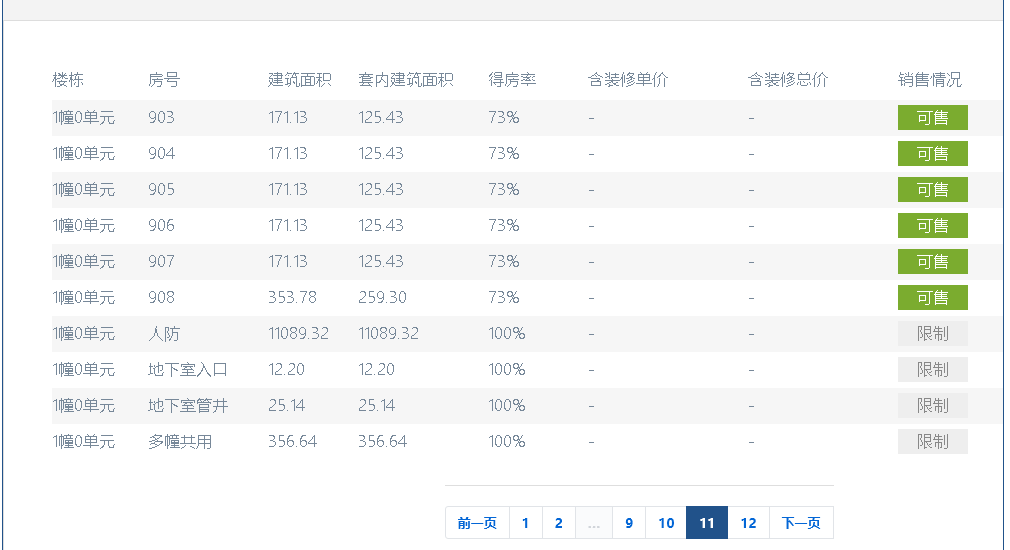 楼栋 房号 建筑面积 套内建筑面积 得房率 含装修单价 含装修总价 销售情况
1幢0单元 903 171.13 125.43 73% - - 可售
1幢0单元 904 171.13 125.43 73% - - 可售
1幢0单元 905 171.13 125.43 73% - - 可售
1幢0单元 906 171.13 125.43 73% - - 可售
1幢0单元 907 171.13 125.43 73% - - 可售
1幢0单元 908 353.78 259.30 73% - - 可售
1幢0单元 人防 11089.32 11089.32 100% - - 限制
1幢0单元 地下室入口 12.20 12.20 100% - - 限制
1幢0单元 地下室管井 25.14 25.14 100% - - 限制
1幢0单元 多幢共用 356.64 356.64 100% - - 限制
前一页 1 2 ... 9 10 11 12 下一页